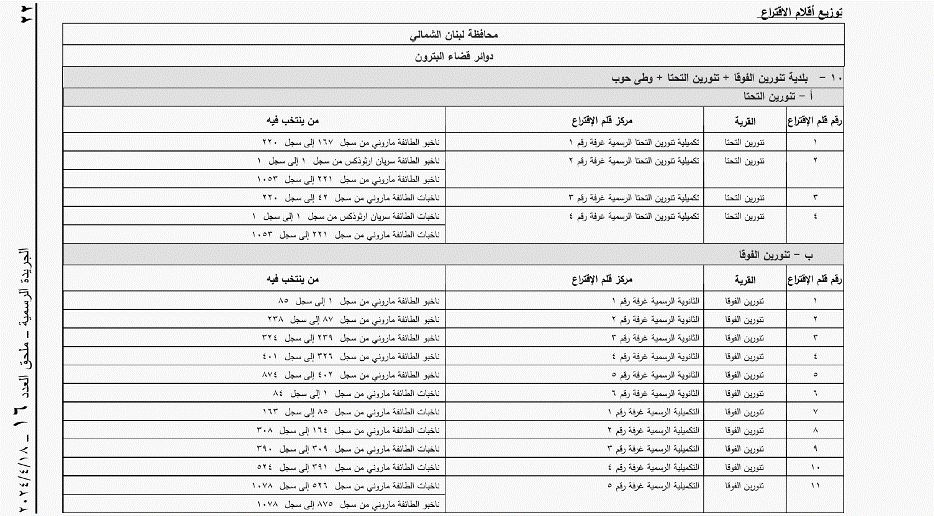 توزيع أقلام الاقتراع
٢٢
محافظة لبنان الشمالي
دوائر قضاء البترون
١٠ - بلدية تنورين الفوقا + تنورين التحتا + وطى حوب
أ - تنورين التحتا
رقم قلم الإقتراع القرية مركز قلم الإقتراع من ينتخب فيه
١ تنورين التحتا تكميلية تنورين التحتا الرسمية غرفة رقم ١ ناخبو الطائفة ماروني من سجل ١٦٧ إلى سجل ٢٢٠
٢ تنورين التحتا تكميلية تنورين التحتا الرسمية غرفة رقم ٢ ناخبو الطائفة سريان ارثوذكس من سجل ١ إلى سجل ١
ناخبو الطائفة ماروني من سجل ٢٢١ إلى سجل ١٠٥٣
٣ تنورين التحتا تكميلية تنورين التحتا الرسمية غرفة رقم ٣ ناخبات الطائفة ماروني من سجل ٤٢ إلى سجل ٢٢٠
٤ تنورين التحتا تكميلية تنورين التحتا الرسمية غرفة رقم ٤ ناخبات الطائفة سريان ارثوذكس من سجل ١ إلى سجل ١
ناخبات الطائفة ماروني من سجل ٢٢١ إلى سجل ١٠٥٣
ب - تنورين الفوقا
رقم قلم الإقتراع القرية مركز قلم الإقتراع من ينتخب فيه
١ تنورين الفوقا الثانوية الرسمية غرفة رقم ١ ناخبو الطائفة ماروني من سجل ١ إلى سجل ٨٥
٢ تنورين الفوقا الثانوية الرسمية غرفة رقم ٢ ناخبو الطائفة ماروني من سجل ٨٧ إلى سجل ٢٣٨
٣ تنورين الفوقا الثانوية الرسمية غرفة رقم ٣ ناخبو الطائفة ماروني من سجل ٢٣٩ إلى سجل ٣٢٤
٤ تنورين الفوقا الثانوية الرسمية غرفة رقم ٤ ناخبو الطائفة ماروني من سجل ٣٢٦ إلى سجل ٤٠١
٥ تنورين الفوقا الثانوية الرسمية غرفة رقم ٥ ناخبو الطائفة ماروني من سجل ٤٠٢ إلى سجل ٨٧٤
٦ تنورين الفوقا الثانوية الرسمية غرفة رقم ٦ ناخبات الطائفة ماروني من سجل ١ إلى سجل ٨٤
٧ تنورين الفوقا التكميلية الرسمية غرفة رقم ١ ناخبات الطائفة ماروني من سجل ٨٥ إلى سجل ١٦٣
٨ تنورين الفوقا التكميلية الرسمية غرفة رقم ٢ ناخبات الطائفة ماروني من سجل ١٦٤ إلى سجل ٣٠٨
٩ تنورين الفوقا التكميلية الرسمية غرفة رقم ٣ ناخبات الطائفة ماروني من سجل ٣٠٩ إلى سجل ٣٩٠
١٠ تنورين الفوقا التكميلية الرسمية غرفة رقم ٤ ناخبات الطائفة ماروني من سجل ٣٩١ إلى سجل ٥٢٤
١١ تنورين الفوقا التكميلية الرسمية غرفة رقم ٥ ناخبات الطائفة ماروني من سجل ٥٢٦ إلى سجل ١٠٧٨
ناخبو الطائفة ماروني من سجل ٨٧٥ إلى سجل ١٠٧٨
الجريدة الرسمية – ملحق العدد ١٦ – ٢٠٢٤/٤/١٨